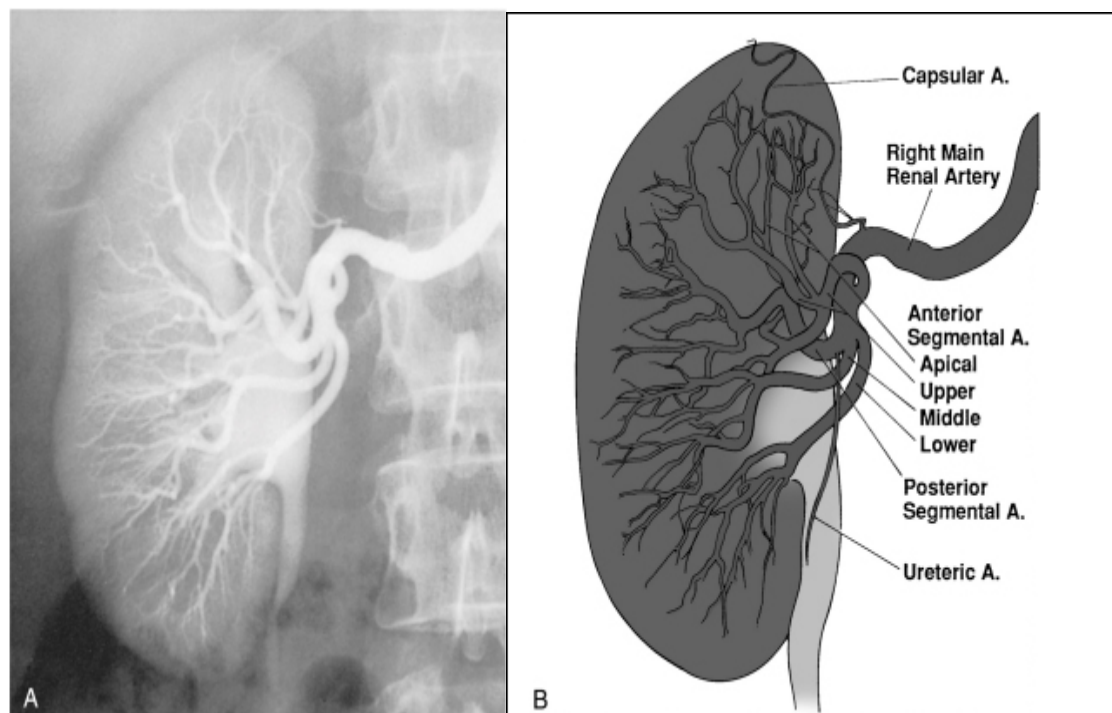 A
Capsular A.
Right Main
Renal Artery
Anterior
Segmental A.
Apical
Upper
Middle
Lower
Posterior
Segmental A.
Ureteric A.
B